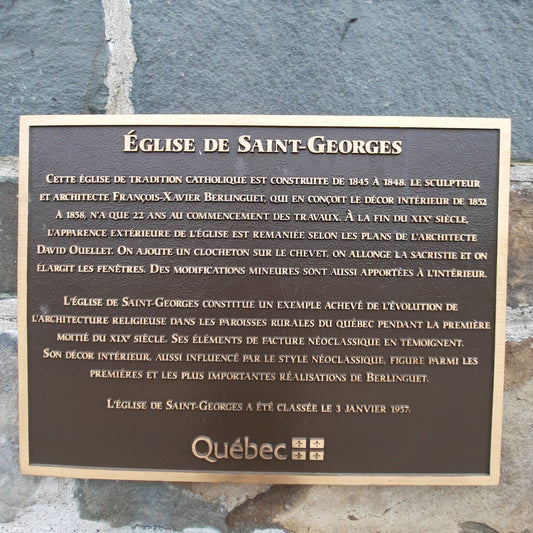 ÉGLISE DE SAINT-GEORGES
CETTE ÉGLISE DE TRADITION CATHOLIQUE EST CONSTRUITE DE 1845 À 1848. LE SCULPTEUR
ET ARCHITECTE FRANÇOIS-XAVIER BERLINGUET, QUI EN CONÇOIT LE DÉCOR INTÉRIEUR DE 1852
À 1858, N'A QUE 22 ANS AU COMMENCEMENT DES TRAVAUX. À LA FIN DU XIXE SIÈCLE,
L'APPARENCE EXTÉRIEURE DE L'ÉGLISE EST REMANIÉE SELON LES PLANS DE L'ARCHITECTE
DAVID OUELLET. ON AJOUTE UN CLOCHETON SUR LE CHEVET, ON ALLONGE LA SACRISTIE ET ON
ÉLARGIT LES FENÊTRES. DES MODIFICATIONS MINEURES SONT AUSSI APPORTÉES À L'INTÉRIEUR.
L'ÉGLISE DE SAINT-GEORGES CONSTITUE UN EXEMPLE ACHEVÉ DE L'ÉVOLUTION DE
L'ARCHITECTURE RELIGIEUSE DANS LES PAROISSES RURALES DU QUÉBEC PENDANT LA PREMIÈRE
MOITIÉ DU XIXE SIÈCLE. SES ÉLÉMENTS DE FACTURE NÉOCLASSIQUE EN TÉMOIGNENT.
SON DÉCOR INTÉRIEUR, AUSSI INFLUENCÉ PAR LE STYLE NÉOCLASSIQUE, FIGURE PARMI LES
PREMIÈRES ET LES PLUS IMPORTANTES RÉALISATIONS DE BERLINGUET.
L'ÉGLISE DE SAINT-GEORGES A ÉTÉ CLASSÉE LE 3 JANVIER 1957.
Québec